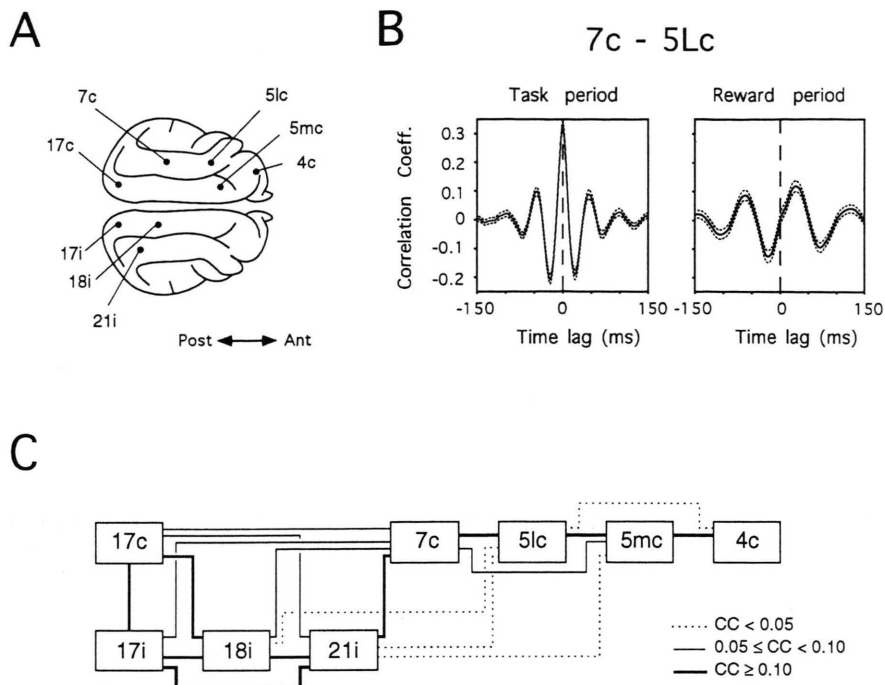 A
7c
5lc
5mc
17c
4c
17i
18i
21i
Post Ant
B
7c - 5Lc
Task period
Reward period
Correlation Coeff.
0.3
0.1
0
-0.1
-0.2
-150 0 150
-150 0 150
Time lag (ms)
Time lag (ms)
C
17c 7c 5lc 5mc 4c
17i 18i 21i
CC < 0.05
0.05 ≤ CC < 0.10
CC ≥ 0.10